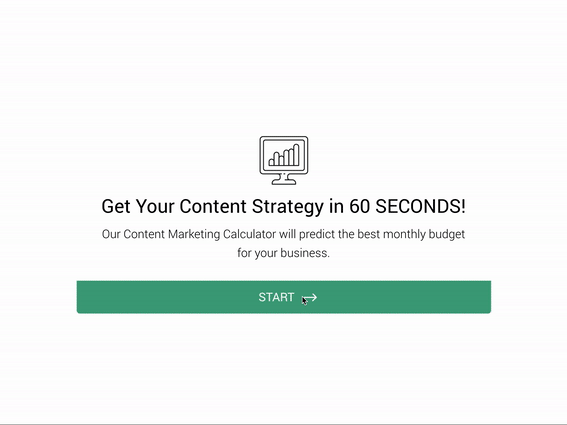 Get Your Content Strategy in 60 SECONDS!
Our Content Marketing Calculator will predict the best monthly budget
for your business.
START